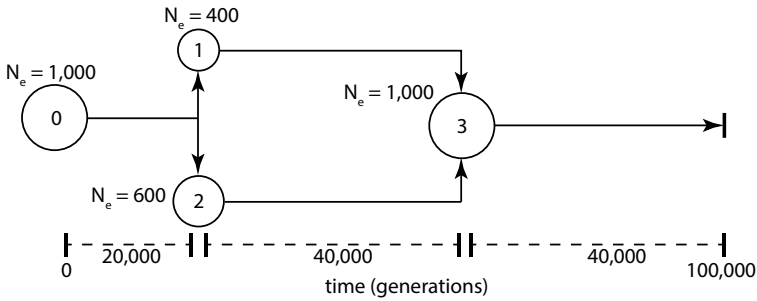 N_e = 400
1
N_e = 1,000
0
N_e = 1,000
3
N_e = 600
2
20,000
40,000
40,000
0
100,000
time (generations)